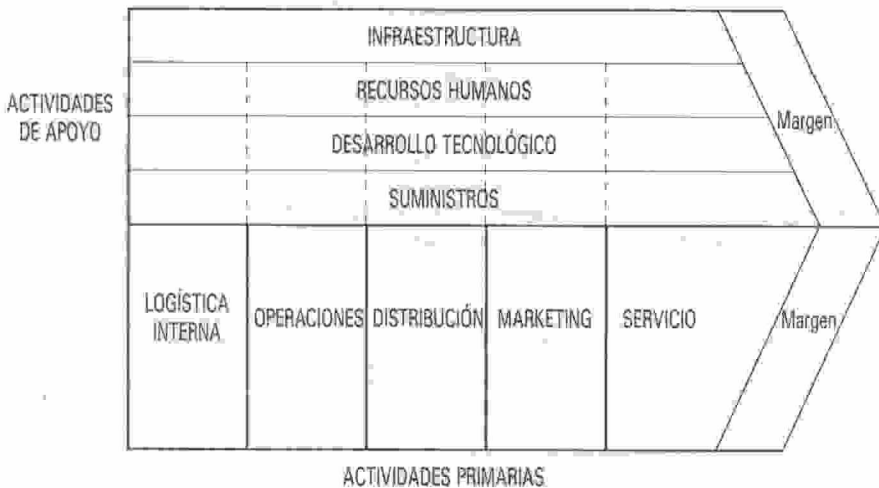 INFRAESTRUCTURA
RECURSOS HUMANOS
ACTIVIDADES
DE APOYO
DESARROLLO TECNOLÓGICO
SUMINISTROS
Margen
LOGÍSTICA
INTERNA
OPERACIONES
DISTRIBUCIÓN
MARKETING
SERVICIO
Margen
ACTIVIDADES PRIMARIAS